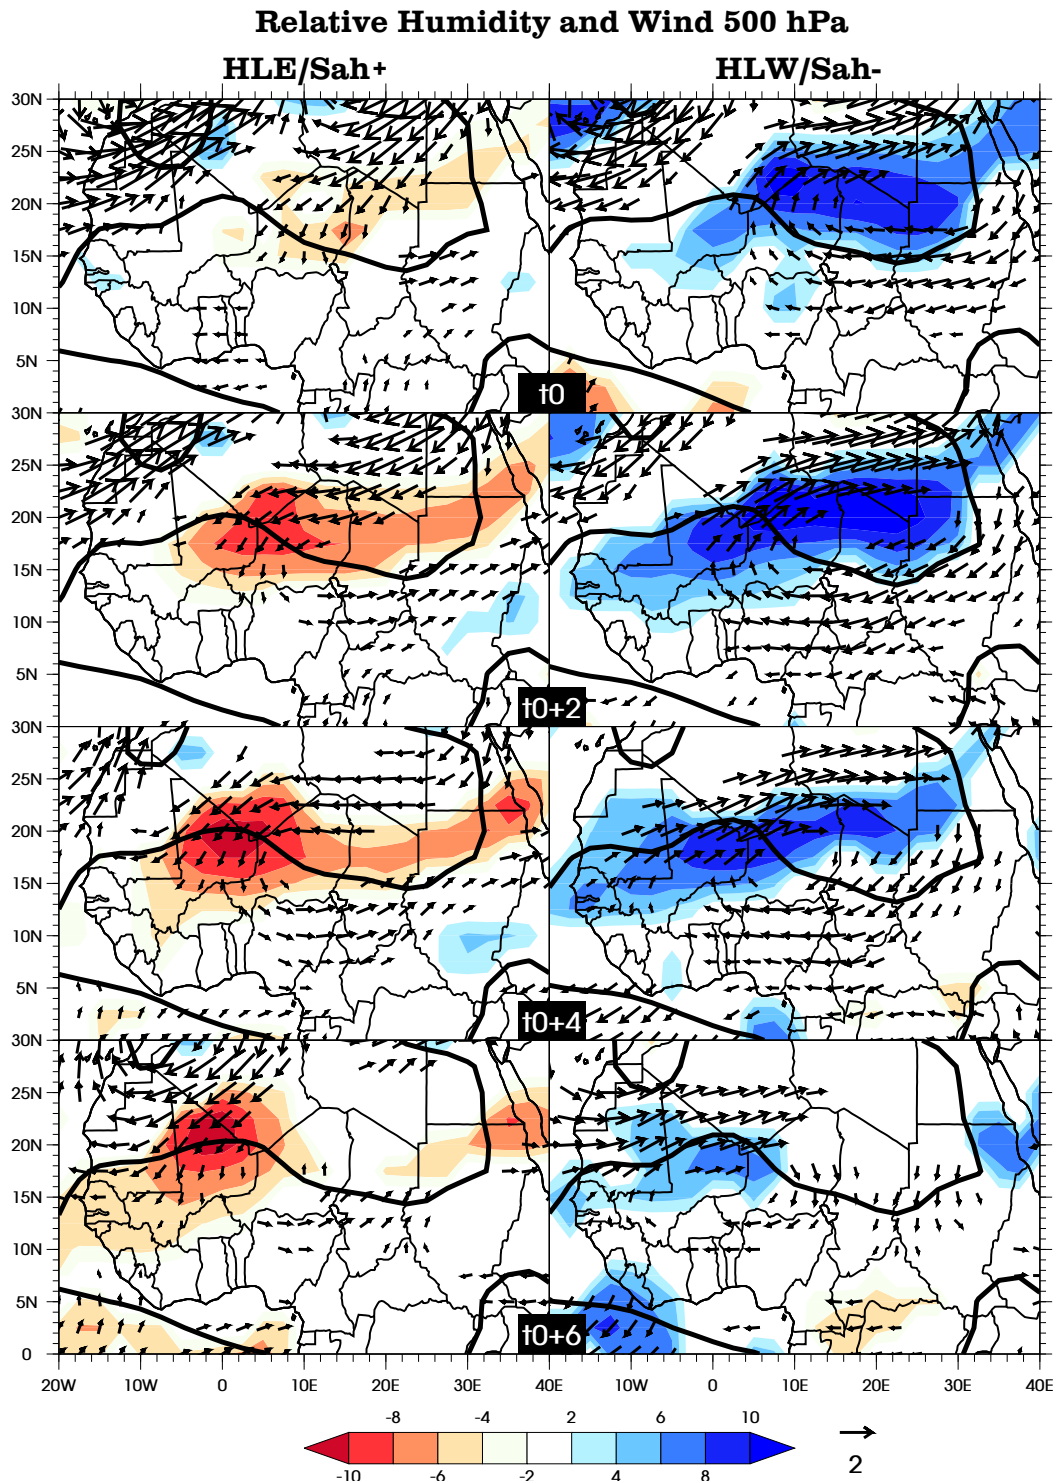 Relative Humidity and Wind 500 hPa
HLE/Sah+ HLW/Sah-
30N
25N
20N
15N
10N
5N
t0
30N
25N
20N
15N
10N
5N
t0+2
30N
25N
20N
15N
10N
5N
t0+4
30N
25N
20N
15N
10N
5N
t0+6
0
20W 10W 0 10E 20E 30E 40E 10W 0 10E 20E 30E 40E
-8 -4 2 6 10
-10 -6 -2 4 8
2